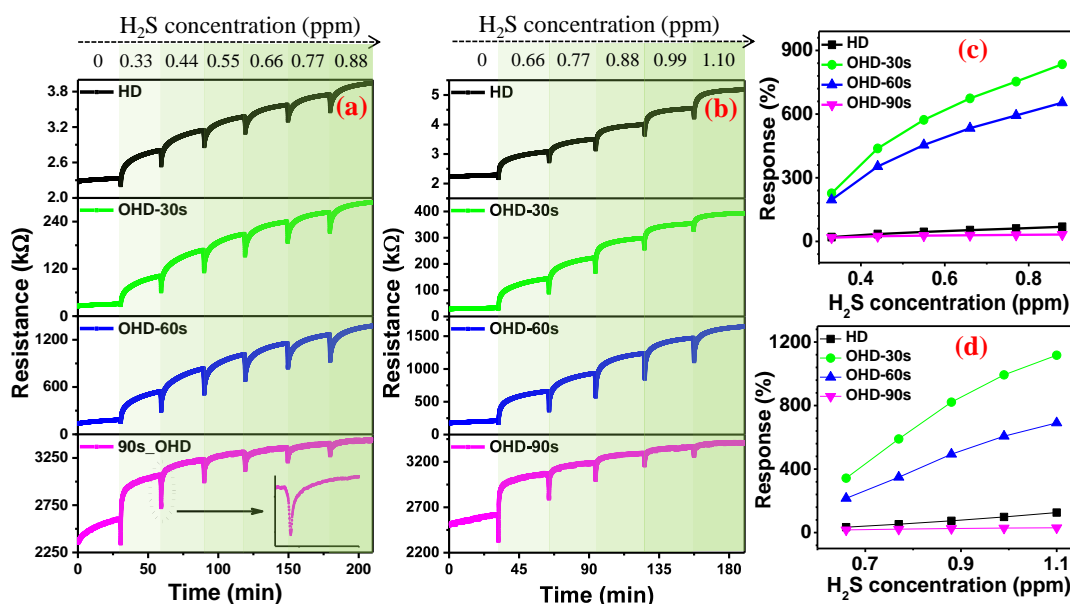 H₂S concentration (ppm)
0 0.33 0.44 0.55 0.66 0.77 0.88
HD
(a)
3.8
3.2
2.6
2.0
OHD-30s
240
120
0
OHD-60s
1200
600
0
90s_OHD
3250
2750
2250
Resistance (kΩ)
0 50 100 150 200
Time (min)
H₂S concentration (ppm)
0 0.66 0.77 0.88 0.99 1.10
HD
(b)
5
4
3
2
OHD-30s
400
300
200
100
0
OHD-60s
1500
1000
500
0
OHD-90s
3600
3150
2700
2250
Resistance (kΩ)
0 45 90 135 180
Time (min)
HD
OHD-30s
OHD-60s
OHD-90s
(c)
900
600
300
0
Response (%)
0.4 0.6 0.8
H₂S concentration (ppm)
HD
OHD-30s
OHD-60s
OHD-90s
(d)
1200
800
400
0
Response (%)
0.7 0.9 1.1
H₂S concentration (ppm)